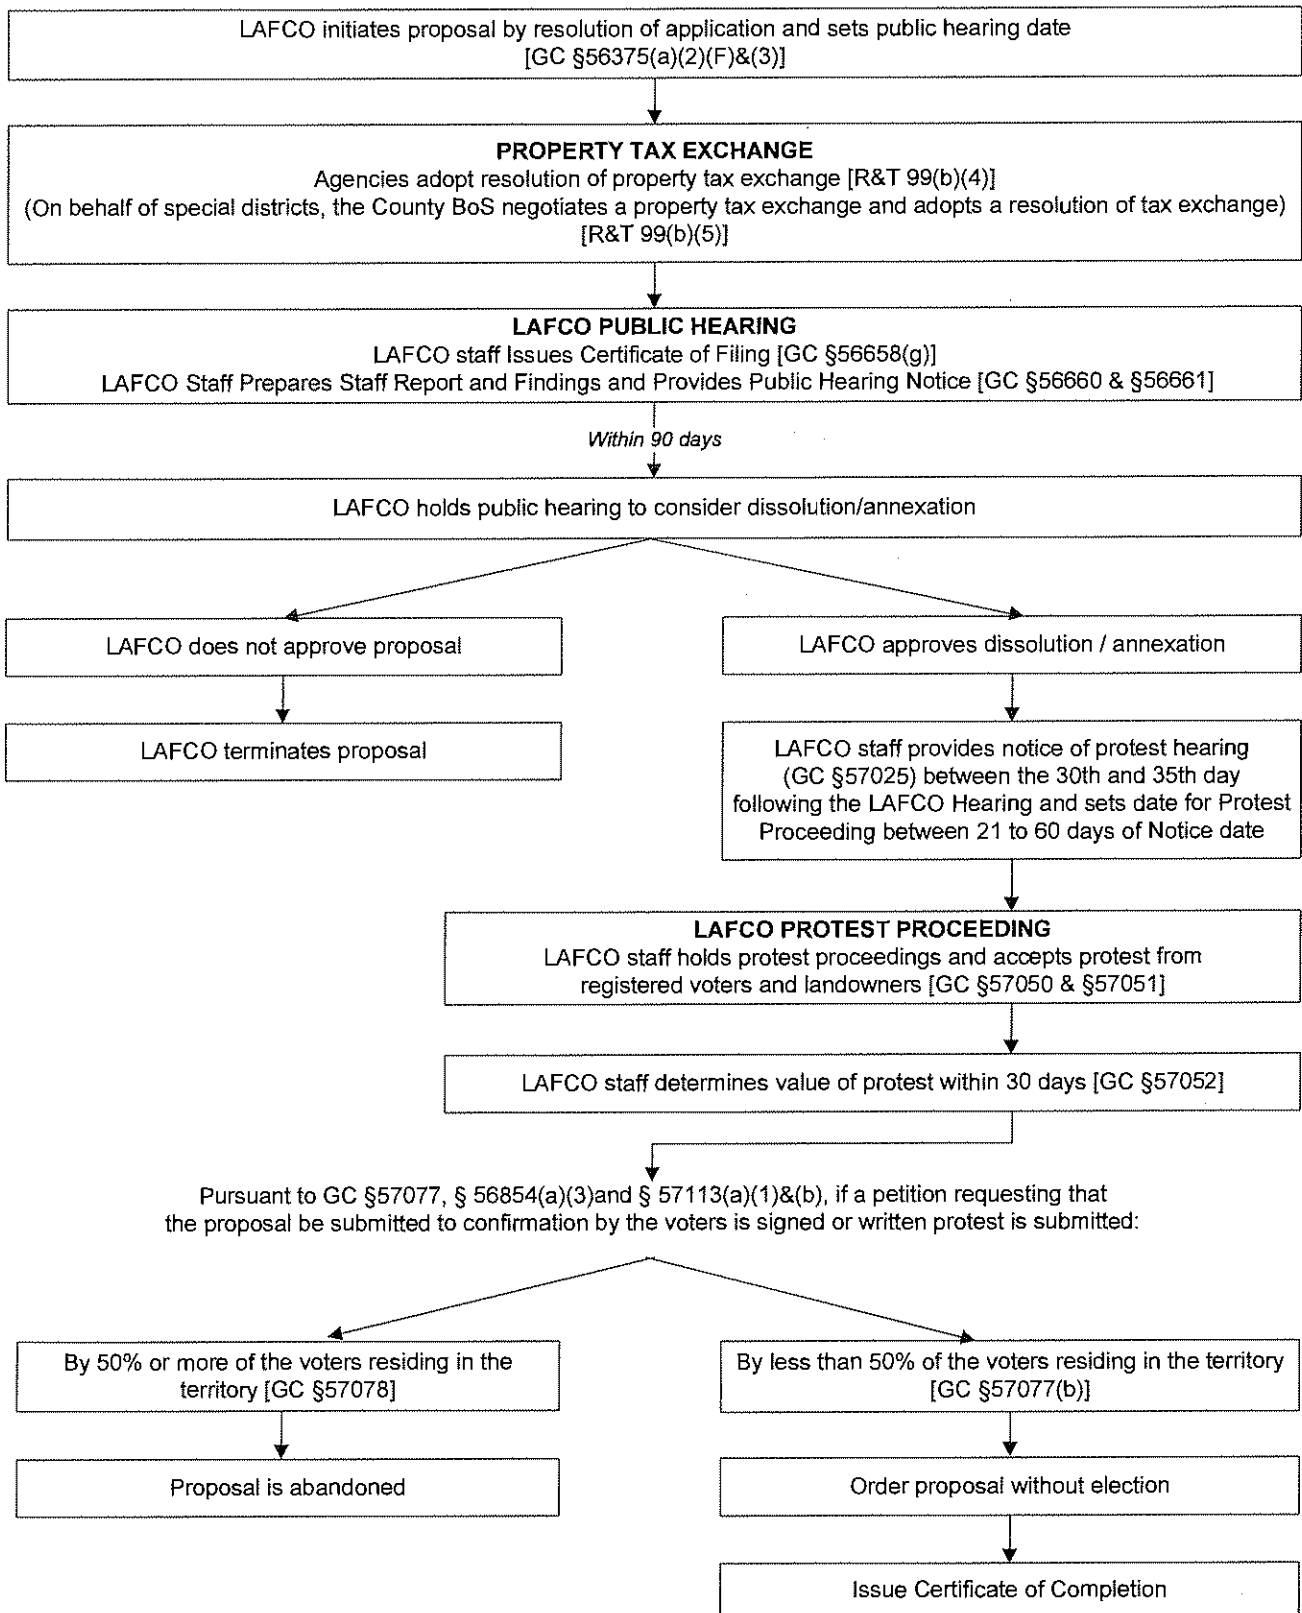 LAFCO initiates proposal by resolution of application and sets public hearing date
[GC §56375(a)(2)(F)&(3)]
PROPERTY TAX EXCHANGE
Agencies adopt resolution of property tax exchange [R&T 99(b)(4)]
(On behalf of special districts, the County BoS negotiates a property tax exchange and adopts a resolution of tax exchange)
[R&T 99(b)(5)]
LAFCO PUBLIC HEARING
LAFCO staff Issues Certificate of Filing [GC §56658(g)]
LAFCO Staff Prepares Staff Report and Findings and Provides Public Hearing Notice [GC §56660 & §56661]
Within 90 days
LAFCO holds public hearing to consider dissolution/annexation
LAFCO does not approve proposal
LAFCO terminates proposal
LAFCO approves dissolution / annexation
LAFCO staff provides notice of protest hearing
(GC §57025) between the 30th and 35th day
following the LAFCO Hearing and sets date for Protest
Proceeding between 21 to 60 days of Notice date
LAFCO PROTEST PROCEEDING
LAFCO staff holds protest proceedings and accepts protest from
registered voters and landowners [GC §57050 & §57051]
LAFCO staff determines value of protest within 30 days [GC §57052]
Pursuant to GC §57077, § 56854(a)(3)and § 57113(a)(1)&(b), if a petition requesting that
the proposal be submitted to confirmation by the voters is signed or written protest is submitted:
By 50% or more of the voters residing in the
territory [GC §57078]
Proposal is abandoned
By less than 50% of the voters residing in the territory
[GC §57077(b)]
Order proposal without election
Issue Certificate of Completion